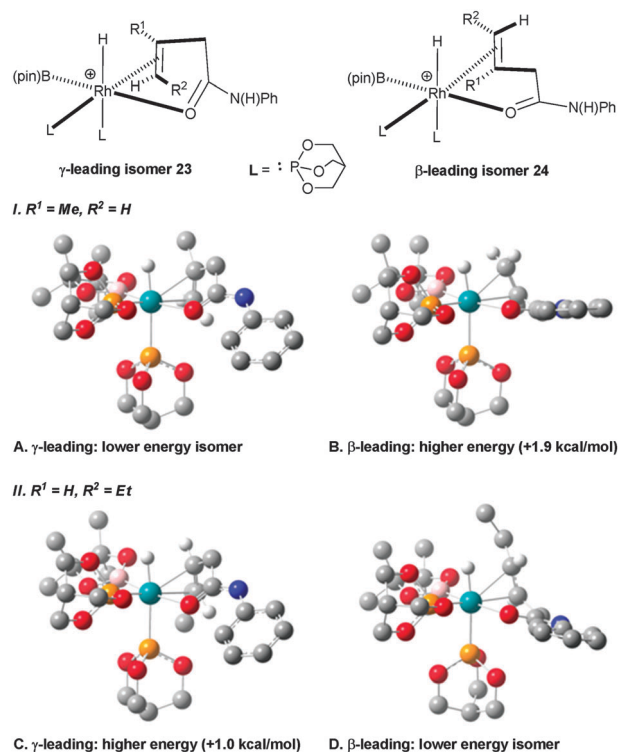 R¹
H
H
R²
(pin)B
⊕
Rh
O
N(H)Ph
L
L
γ-leading isomer 23
L = :P
O
O
O
R²
H
H
R¹
(pin)B
⊕
Rh
O
N(H)Ph
L
L
β-leading isomer 24
I. R¹ = Me, R² = H
A. γ-leading: lower energy isomer
B. β-leading: higher energy (+1.9 kcal/mol)
II. R¹ = H, R² = Et
C. γ-leading: higher energy (+1.0 kcal/mol)
D. β-leading: lower energy isomer